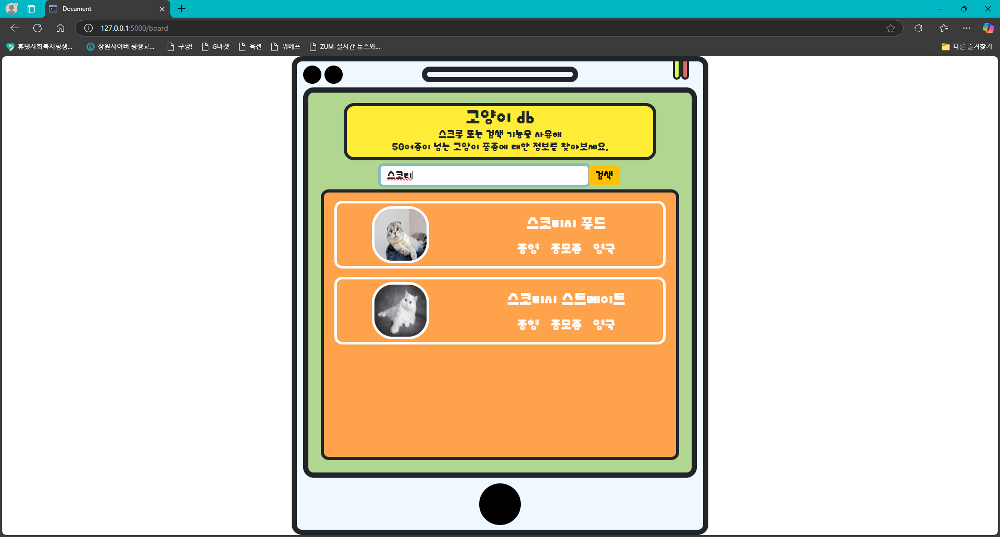 Document
127.0.0.1:5000/board
휴넷사회복지평생...
장원사이버 평생교...
쿠팡!
G마켓
옥션
위메프
ZUM-실시간 뉴스와...
다른 즐겨찾기
고양이 db
스크롤 또는 검색 기능을 사용해
50여종이 넘는 고양이 품종에 대한 정보를 찾아보세요.
스코티
검색
스코티시 폴드
중형 중모종 영국
스코티시 스트레이트
중형 중모종 영국